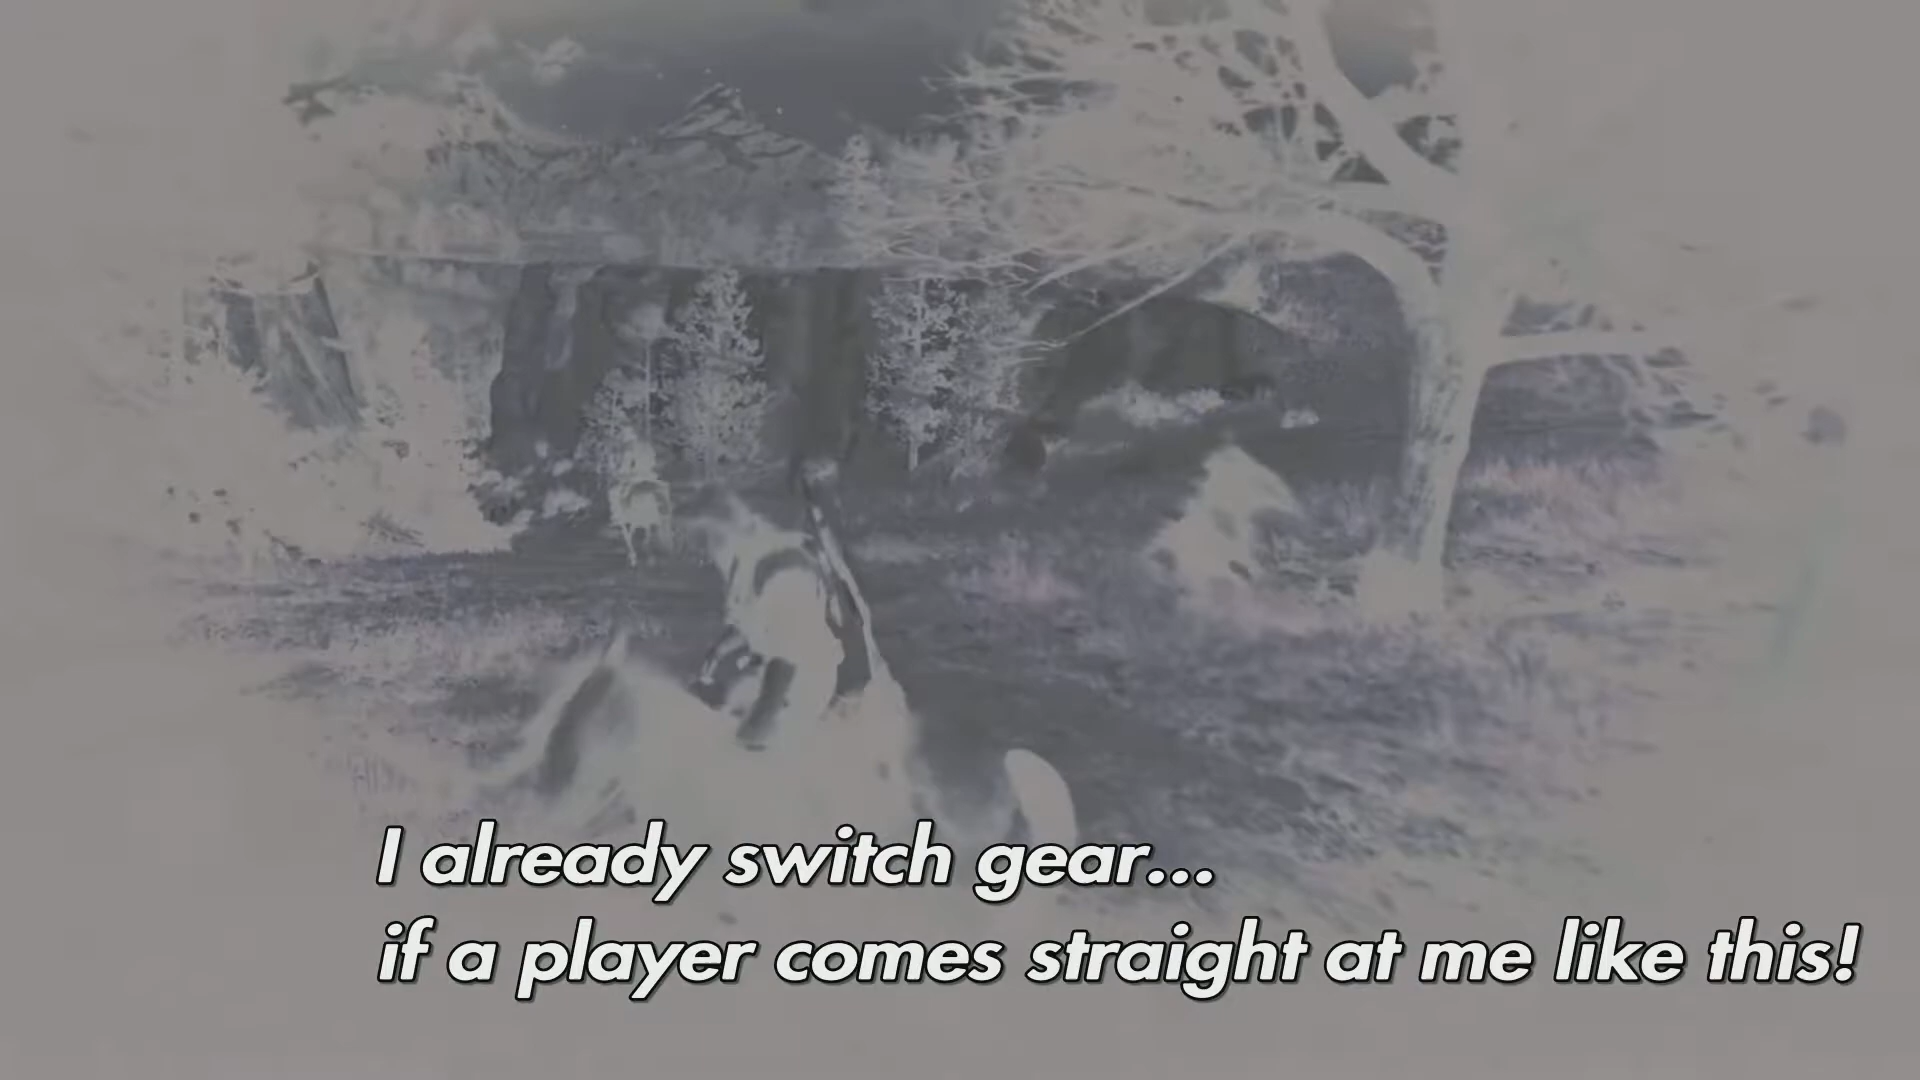 I already switch gear...
if a player comes straight at me like this!